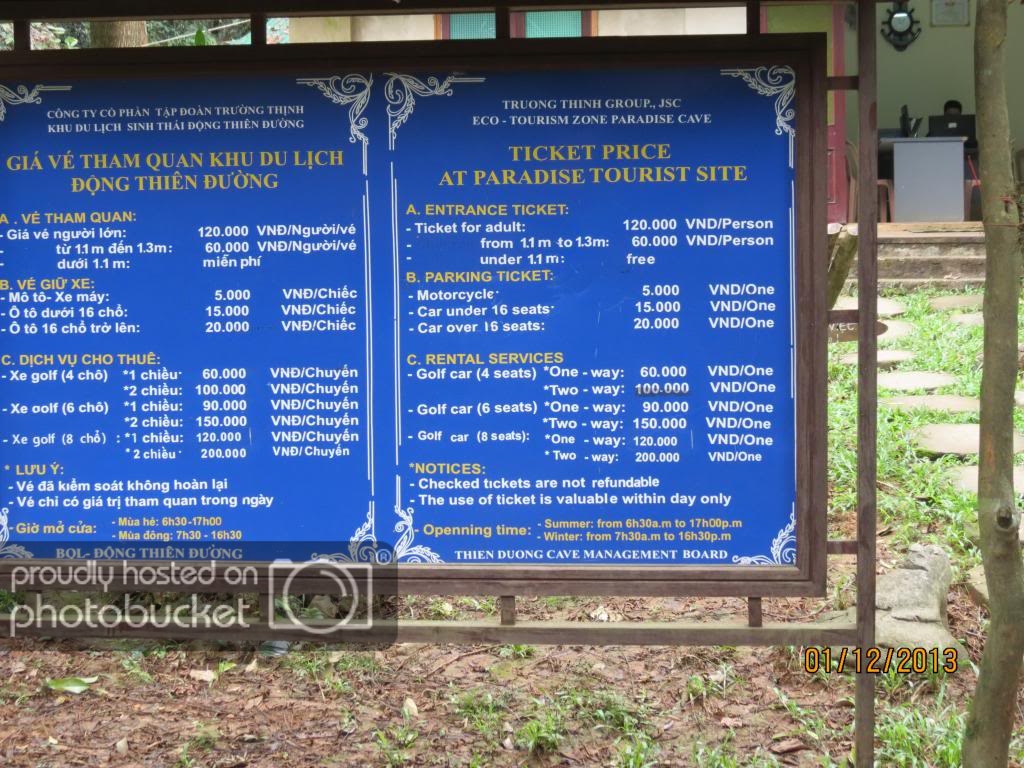 CÔNG TY CỔ PHẦN TẬP ĐOÀN TRƯỜNG THỊNH
KHU DU LỊCH SINH THÁI ĐỘNG THIÊN ĐƯỜNG
GIÁ VÉ THAM QUAN KHU DU LỊCH
ĐỘNG THIÊN ĐƯỜNG
A . VÉ THAM QUAN:
- Giá vé người lớn: 120.000 VNĐ/Người/vé
- từ 1.1 m đến 1.3m: 60.000 VNĐ/Người/vé
- dưới 1.1 m: miễn phí
B. VÉ GIỮ XE:
- Mô tô- Xe máy: 5.000 VNĐ/Chiếc
- Ô tô dưới 16 chổ: 15.000 VNĐ/Chiếc
- Ô tô 16 chổ trở lên: 20.000 VNĐ/Chiếc
C. DỊCH VỤ CHO THUÊ:
- Xe golf (4 chô) *1 chiều: 60.000 VNĐ/Chuyến
*2 chiều: 100.000 VNĐ/Chuyến
- Xe golf (6 chô) *1 chiều: 90.000 VNĐ/Chuyến
*2 chiều: 150.000 VNĐ/Chuyến
- Xe golf (8 chổ) : *1 chiều: 120.000 VNĐ/Chuyến
* 2 chiều : 200.000 VNĐ/ Chuyến
* LƯU Ý:
- Vé đã kiểm soát không hoàn lại
- Vé chỉ có giá trị tham quan trong ngày
- Giờ mở cửa: - Mùa hè: 6h30 -17h00
- Mùa đông: 7h30 - 16h30
BQL- ĐỘNG THIÊN ĐƯỜNG
TRUONG THINH GROUP., JSC
ECO - TOURISM ZONE PARADISE CAVE
TICKET PRICE
AT PARADISE TOURIST SITE
A. ENTRANCE TICKET:
- Ticket for adult: 120.000 VND/Person
- from 1.1 m to 1.3m: 60.000 VND/Person
- under 1.1 m: free
B. PARKING TICKET:
- Motorcycle: 5.000 VND/One
- Car under 16 seats: 15.000 VND/One
- Car over 16 seats: 20.000 VND/One
C. RENTAL SERVICES
- Golf car (4 seats) *One - way: 60.000 VND/One
*Two - way: 100.000 VND/One
- Golf car (6 seats) *One - way: 90.000 VND/One
*Two - way: 150.000 VND/One
- Golf car (8 seats): *One - way: 120.000 VND/One
* Two - way: 200.000 VND/One
*NOTICES:
- Checked tickets are not refundable
- The use of ticket is valuable within day only
- Openning time: - Summer: from 6h30a.m to 17h00p.m
- Winter: from 7h30a.m to 16h30p.m
THIEN DUONG CAVE MANAGEMENT BOARD
proudly hosted on
photobucket
01/12/2013